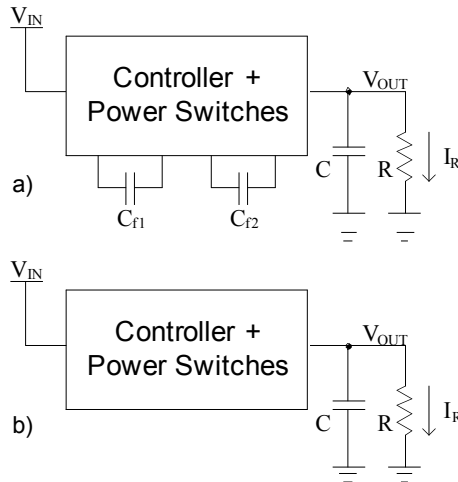 V_IN
Controller +
Power Switches
V_OUT
C
R
I_R
a)
C_f1
C_f2
V_IN
Controller +
Power Switches
V_OUT
C
R
I_R
b)